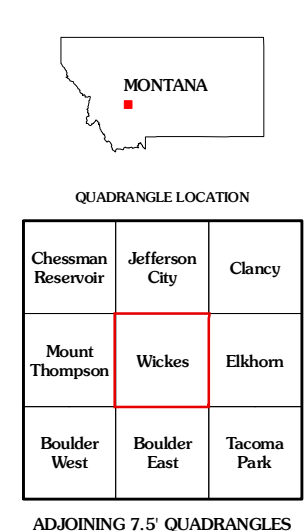 MONTANA
QUADRANGLE LOCATION
Chessman Reservoir
Jefferson City
Clancy
Mount Thompson
Wickes
Elkhorn
Boulder West
Boulder East
Tacoma Park
ADJOINING 7.5' QUADRANGLES